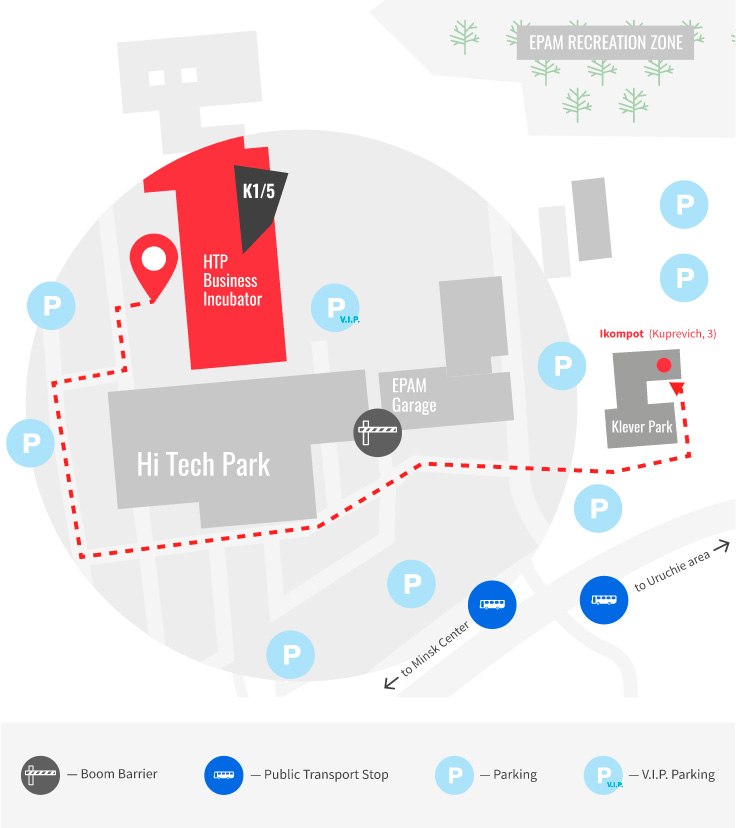 EPAM RECREATION ZONE
K1/5
HTP
Business
Incubator
P
P
P
P
V.I.P.
Ikompot (Kuprevich, 3)
P
EPAM
Garage
Klever Park
P
Hi Tech Park
P
P
to Uruchie area
to Minsk Center
P
— Boom Barrier
— Public Transport Stop
P — Parking
P V.I.P. — V.I.P. Parking